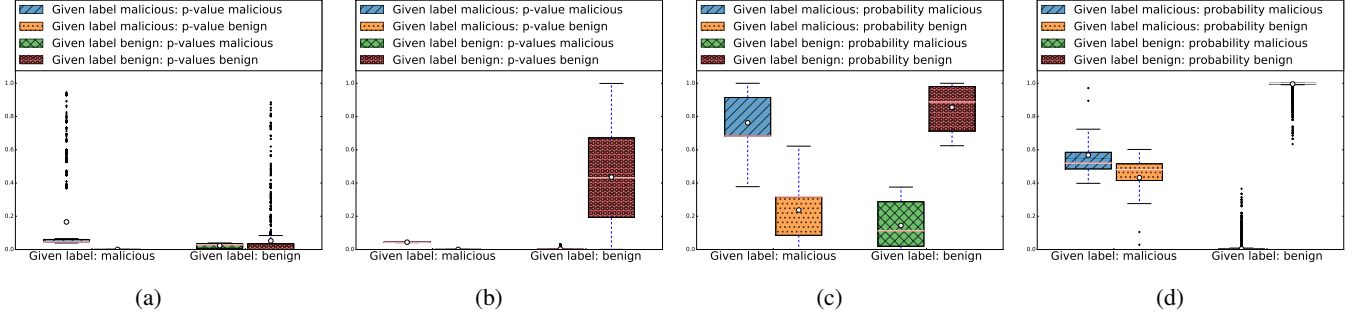 Given label malicious: p-value malicious
Given label malicious: p-value benign
Given label benign: p-values malicious
Given label benign: p-values benign
1.0
0.8
0.6
0.4
0.2
0.0
Given label: malicious
Given label: benign
(a)
Given label malicious: p-value malicious
Given label malicious: p-value benign
Given label benign: p-values malicious
Given label benign: p-values benign
1.0
0.8
0.6
0.4
0.2
0.0
Given label: malicious
Given label: benign
(b)
Given label malicious: probability malicious
Given label malicious: probability benign
Given label benign: probability malicious
Given label benign: probability benign
1.0
0.8
0.6
0.4
0.2
0.0
Given label: malicious
Given label: benign
(c)
Given label malicious: probability malicious
Given label malicious: probability benign
Given label benign: probability malicious
Given label benign: probability benign
1.0
0.8
0.6
0.4
0.2
0.0
Given label: malicious
Given label: benign
(d)